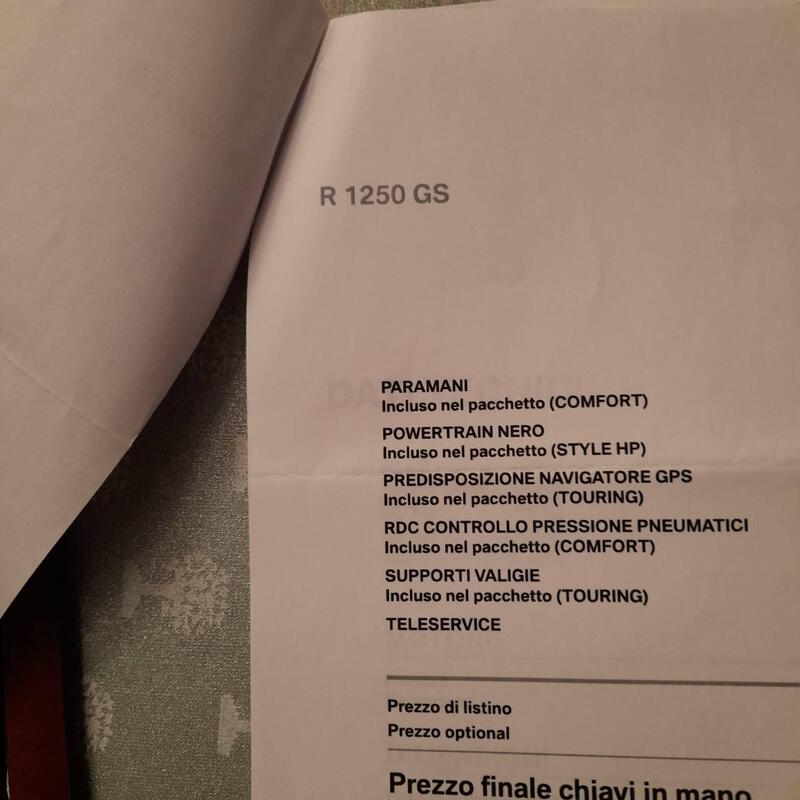 R 1250 GS
PARAMANI
Incluso nel pacchetto (COMFORT)
POWERTRAIN NERO
Incluso nel pacchetto (STYLE HP)
PREDISPOSIZIONE NAVIGATORE GPS
Incluso nel pacchetto (TOURING)
RDC CONTROLLO PRESSIONE PNEUMATICI
Incluso nel pacchetto (COMFORT)
SUPPORTI VALIGIE
Incluso nel pacchetto (TOURING)
TELESERVICE
Prezzo di listino
Prezzo optional
Prezzo finale chiavi in mano